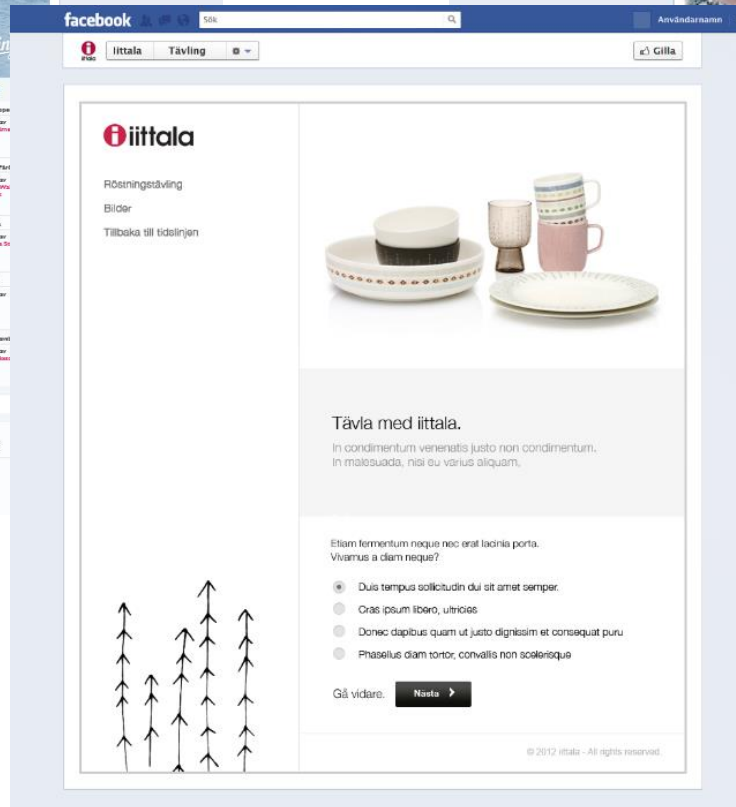 facebook
Sök
Användarnamn
iittala
Iittala
Tävling
Gilla
iittala
Röstningstävling
Bilder
Tillbaka till tidslinjen
Tävla med iittala.
In condimentum venenatis justo non condimentum.
In malesuada, nisi eu varius aliquam.
Etiam fermentum neque nec erat lacinia porta.
Vivamus a diam neque?
Duis tempus sollicitudin dui sit amet semper.
Cras ipsum libero, ultricies
Donec dapibus quam ut justo dignissim et consequat puru
Phasellus diam tortor, convallis non scelerisque
Gå vidare.
Nästa
© 2012 iittala - All rights reserved.